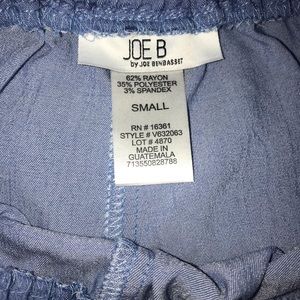 JOE B
by JOE BENBASSET
62% RAYON
35% POLYESTER
3% SPANDEX
SMALL
RN # 16361
STYLE # V632063
LOT # 4870
MADE IN
GUATEMALA
713550828788